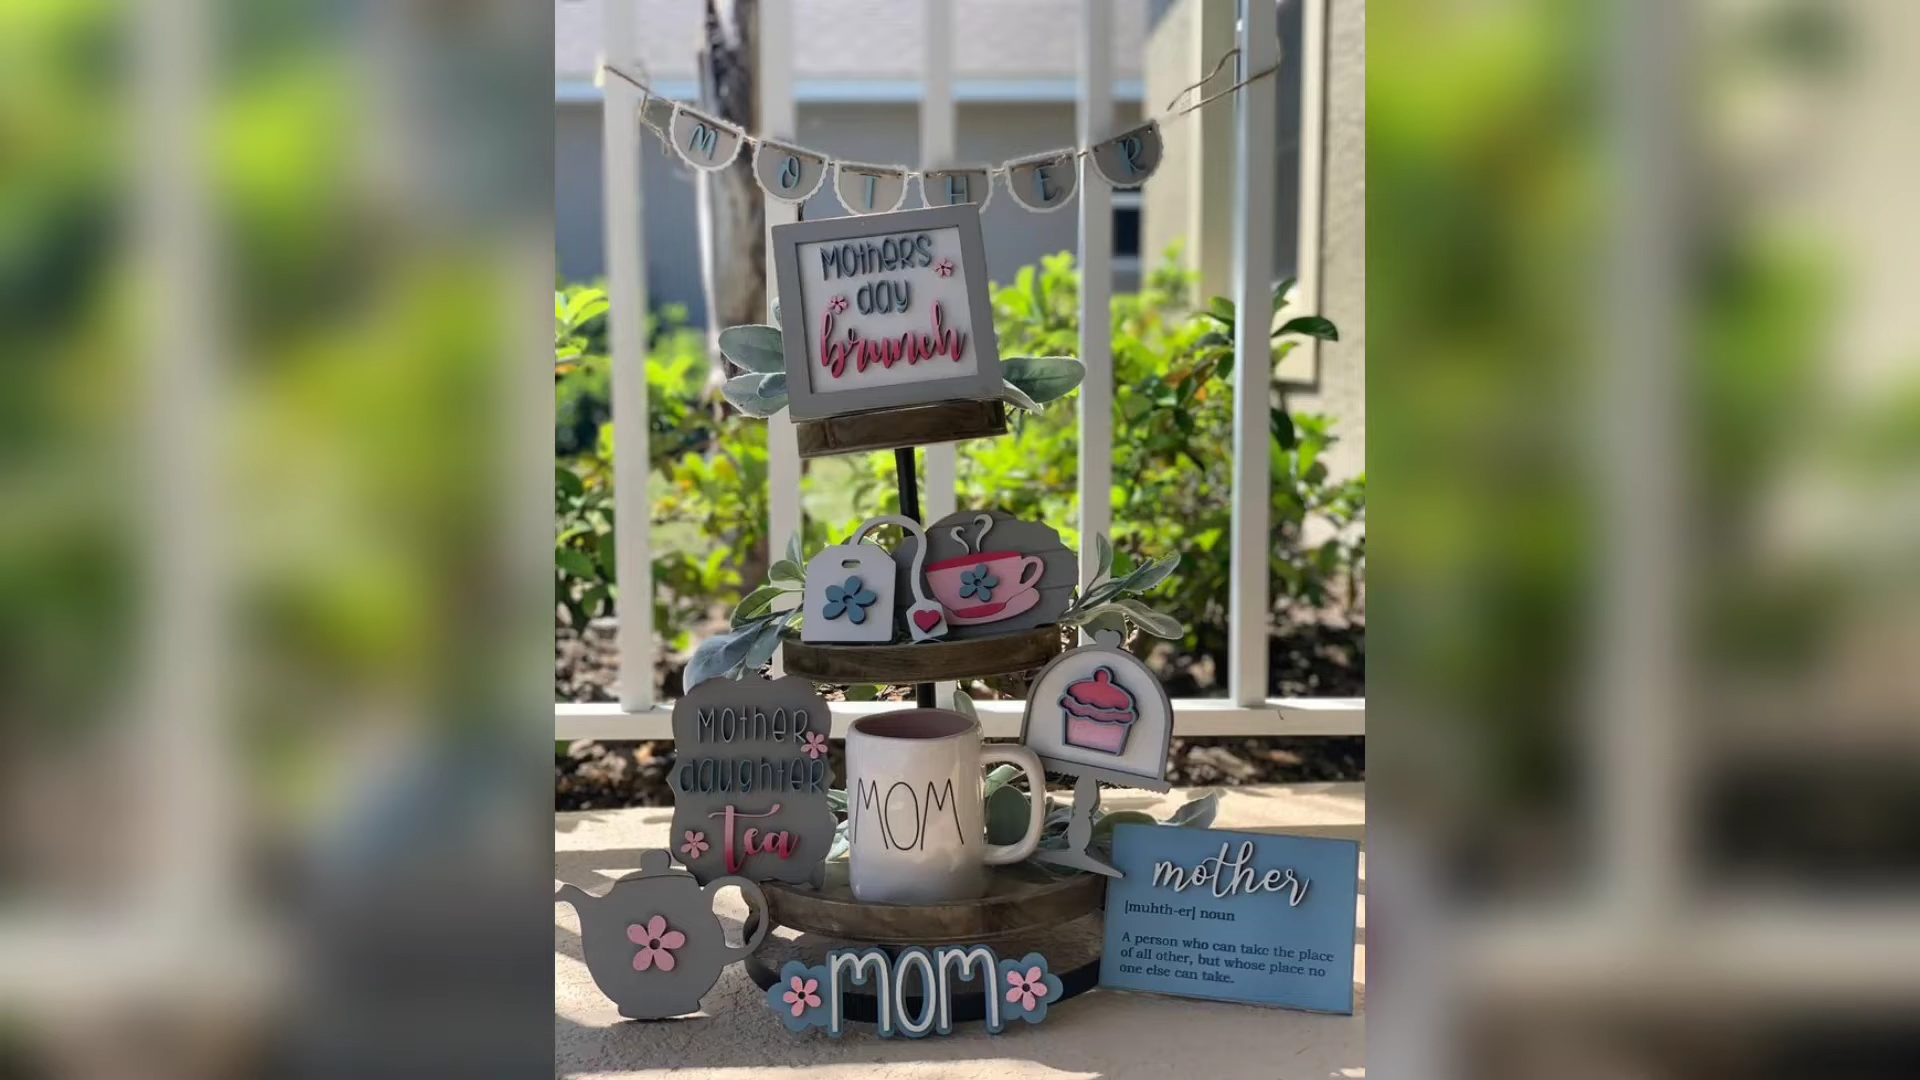 MOTHER
MOTHERS
day
brunch
MOTHER
daughter
tea
MOM
mother
[muhth-er] noun
A person who can take the place
of all other, but whose place no
one else can take.
MOM